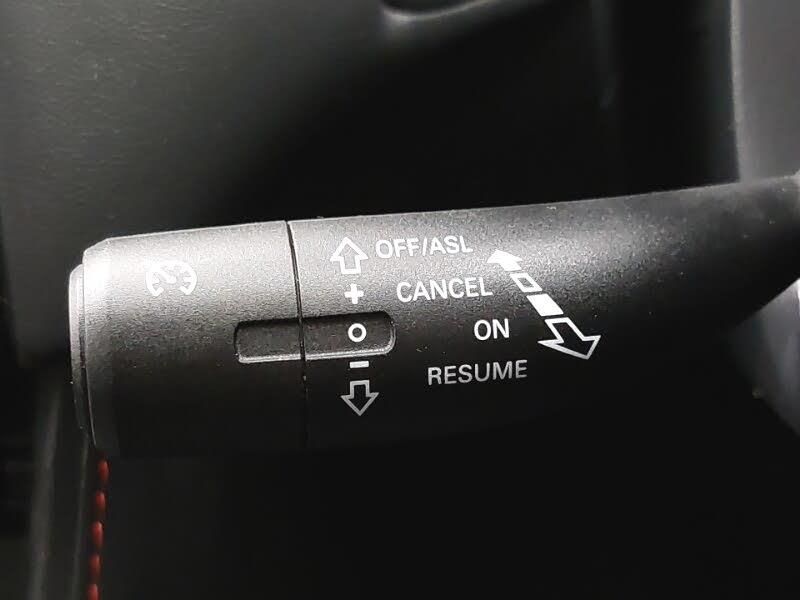 OFF/ASL
+ CANCEL
O ON
– RESUME